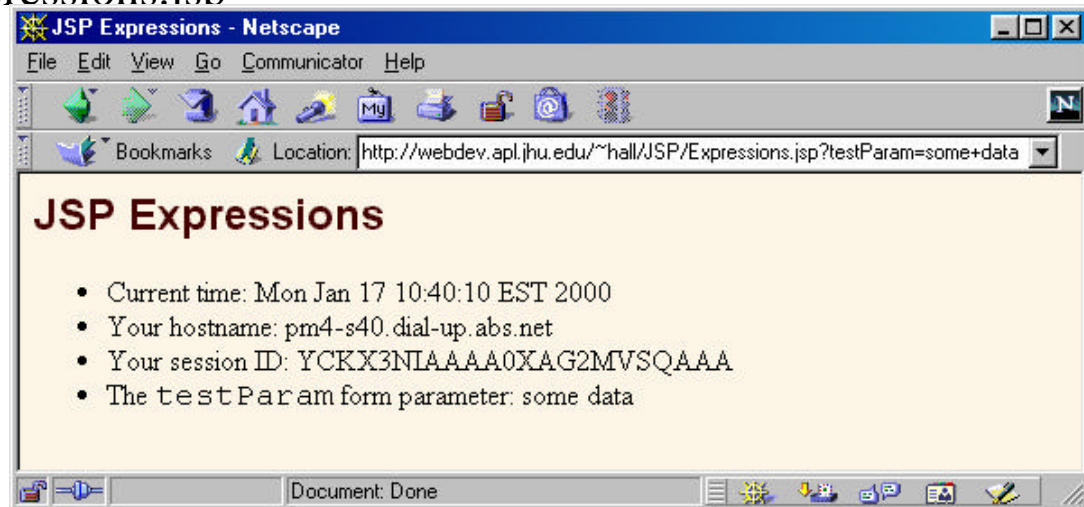 JSP Expressions - Netscape
File Edit View Go Communicator Help
My
N
Bookmarks Location: http://webdev.apl.jhu.edu/~hall/JSP/Expressions.jsp?testParam=some+data
JSP Expressions
• Current time: Mon Jan 17 10:40:10 EST 2000
• Your hostname: pm4-s40.dial-up.abs.net
• Your session ID: YCKX3NIAAAA0XAG2MVSQAAA
• The testParam form parameter: some data
Document: Done